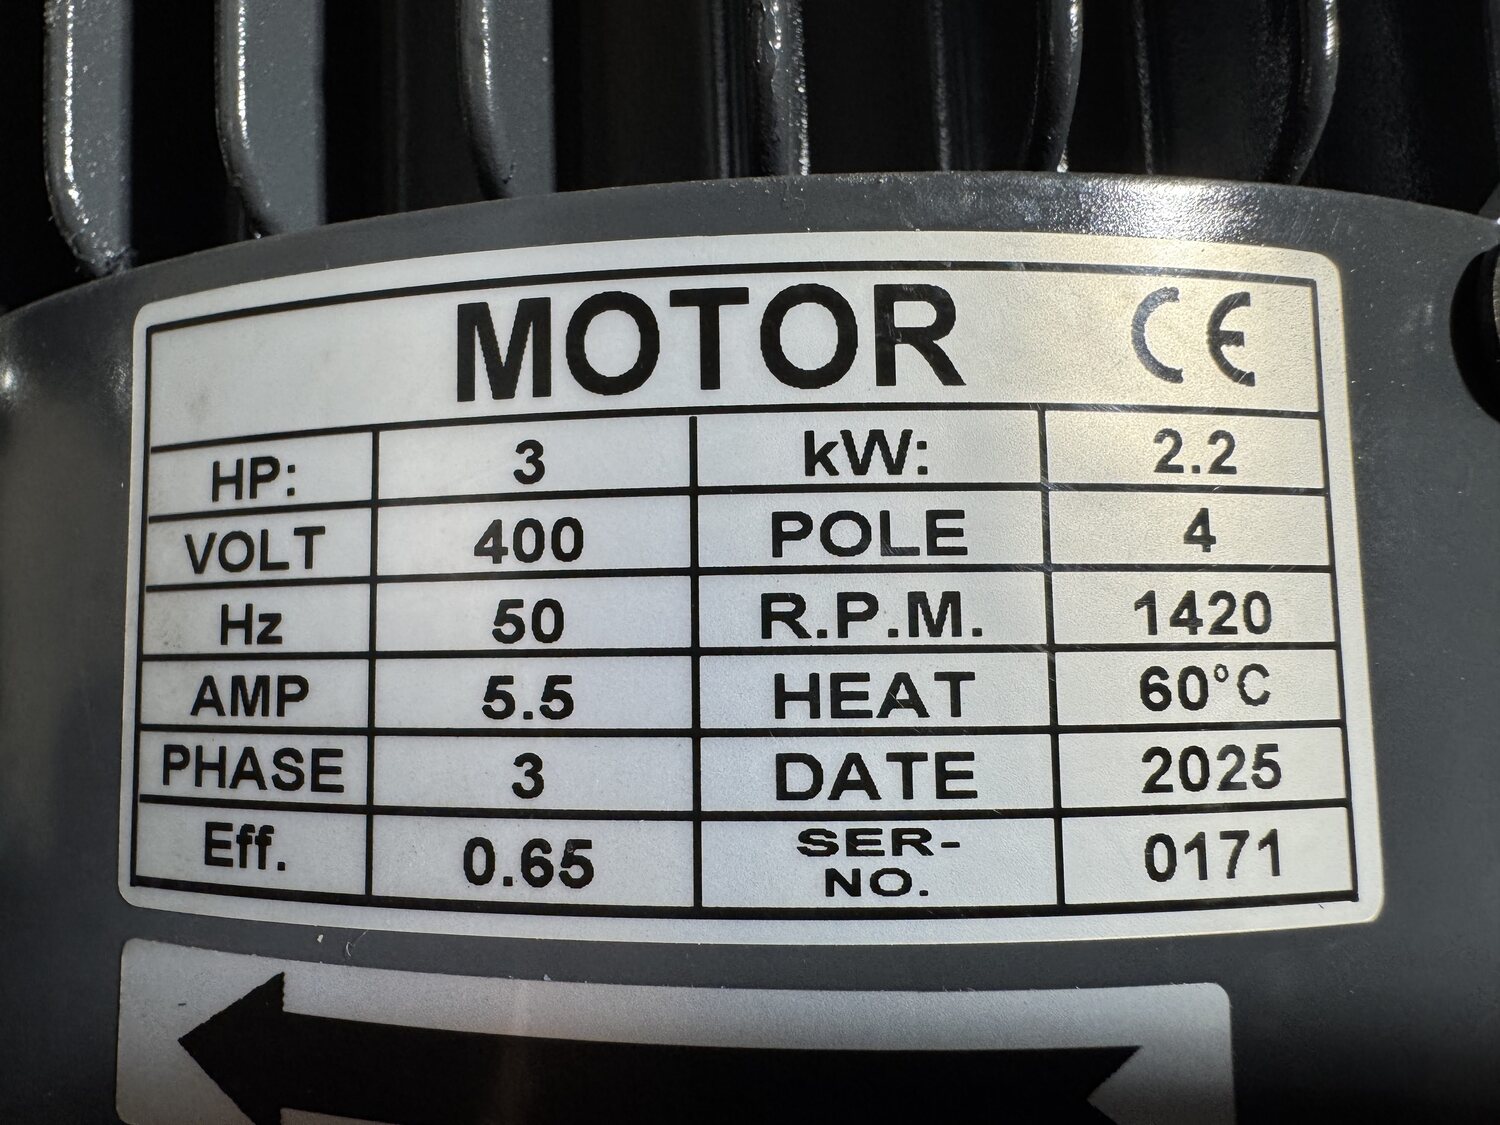 MOTOR CE
HP: 3 kW: 2.2
VOLT 400 POLE 4
Hz 50 R.P.M. 1420
AMP 5.5 HEAT 60°C
PHASE 3 DATE 2025
Eff. 0.65 SER-
NO. 0171